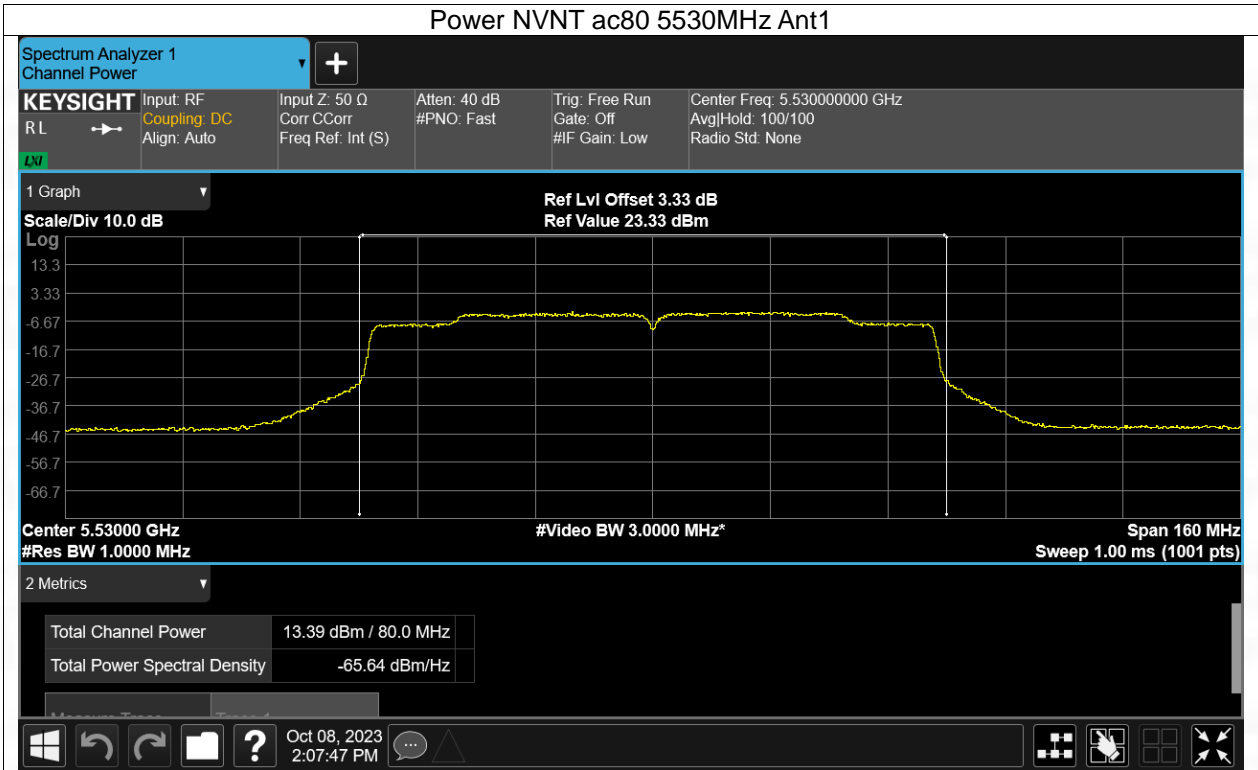 Power NVNT ac80 5530MHz Ant1
Spectrum Analyzer 1
Channel Power
KEYSIGHT
R L
LXI
Input: RF
Coupling: DC
Align: Auto
Input Z: 50 Ω
Corr CCorr
Freq Ref: Int (S)
Atten: 40 dB
#PNO: Fast
Trig: Free Run
Gate: Off
#IF Gain: Low
Center Freq: 5.530000000 GHz
Avg|Hold: 100/100
Radio Std: None
1 Graph
Scale/Div 10.0 dB
Ref Lvl Offset 3.33 dB
Ref Value 23.33 dBm
Log
13.3
3.33
-6.67
-16.7
-26.7
-36.7
-46.7
-56.7
-66.7
Center 5.53000 GHz
#Video BW 3.0000 MHz*
Span 160 MHz
#Res BW 1.0000 MHz
Sweep 1.00 ms (1001 pts)
2 Metrics
Total Channel Power 13.39 dBm / 80.0 MHz
Total Power Spectral Density -65.64 dBm/Hz
Measure Trace Trace 1
Oct 08, 2023
2:07:47 PM